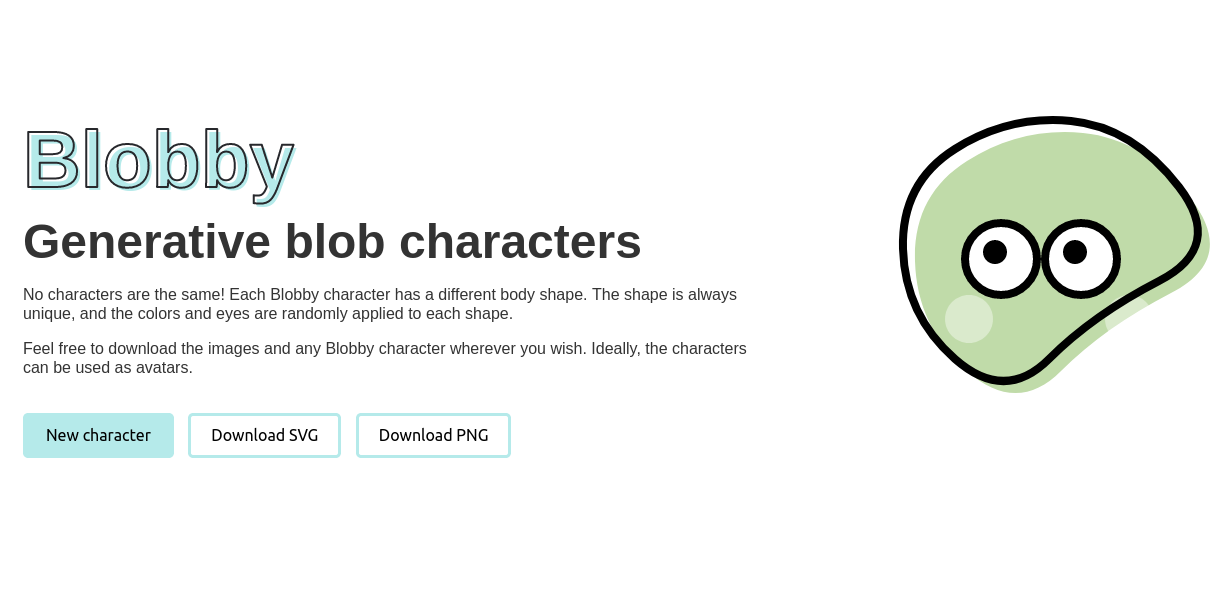 Blobby
Generative blob characters
No characters are the same! Each Blobby character has a different body shape. The shape is always
unique, and the colors and eyes are randomly applied to each shape.
Feel free to download the images and any Blobby character wherever you wish. Ideally, the characters
can be used as avatars.
New character
Download SVG
Download PNG